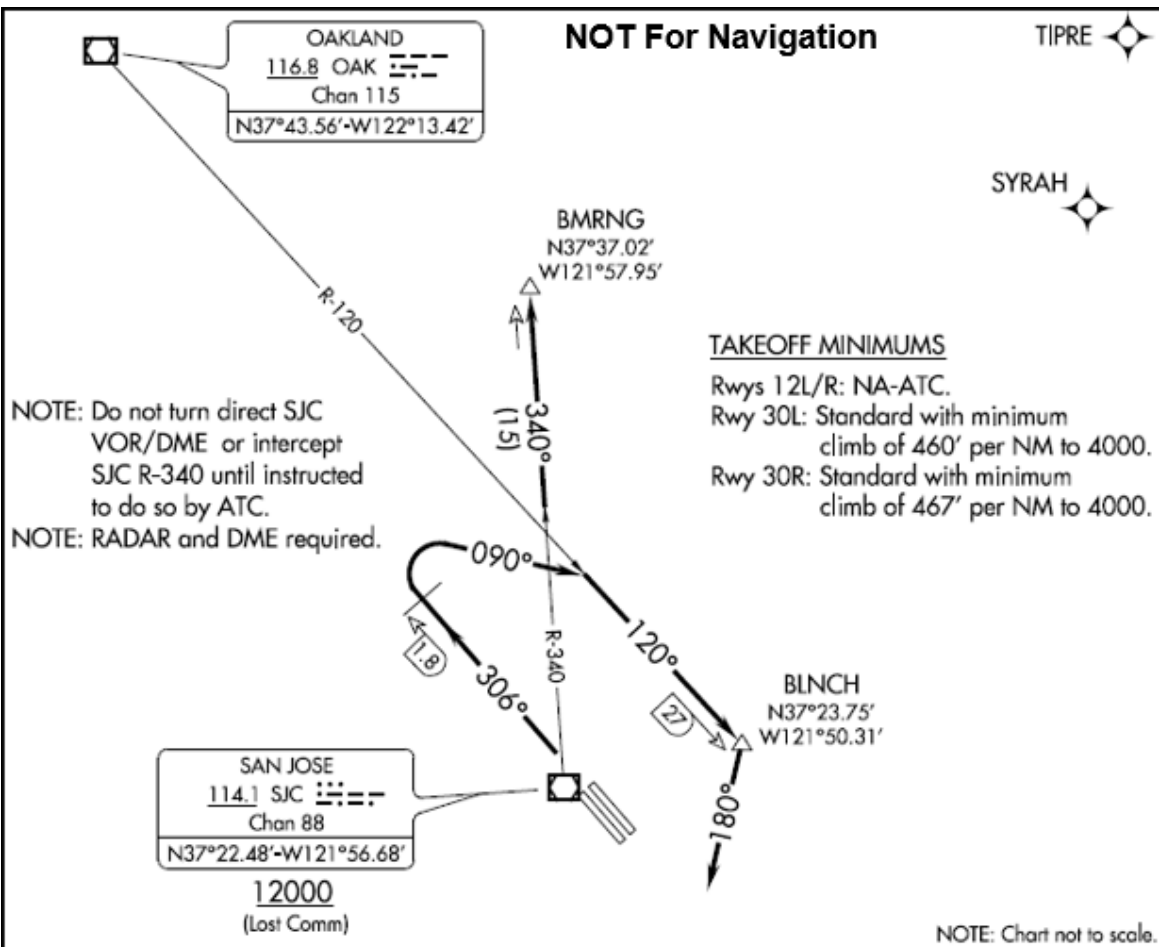 NOT For Navigation
TIPRE
OAKLAND
116.8 OAK
Chan 115
N37°43.56'-W122°13.42'
SYRAH
BMRNG
N37°37.02'
W121°57.95'
R-120
340°
(15)
TAKEOFF MINIMUMS
Rwys 12L/R: NA-ATC.
Rwy 30L: Standard with minimum
climb of 460' per NM to 4000.
Rwy 30R: Standard with minimum
climb of 467' per NM to 4000.
NOTE: Do not turn direct SJC
VOR/DME or intercept
SJC R-340 until instructed
to do so by ATC.
NOTE: RADAR and DME required.
090°
1.8
306°
R-340
120°
27
BLNCH
N37°23.75'
W121°50.31'
180°
SAN JOSE
114.1 SJC
Chan 88
N37°22.48'-W121°56.68'
12000
(Lost Comm)
NOTE: Chart not to scale.